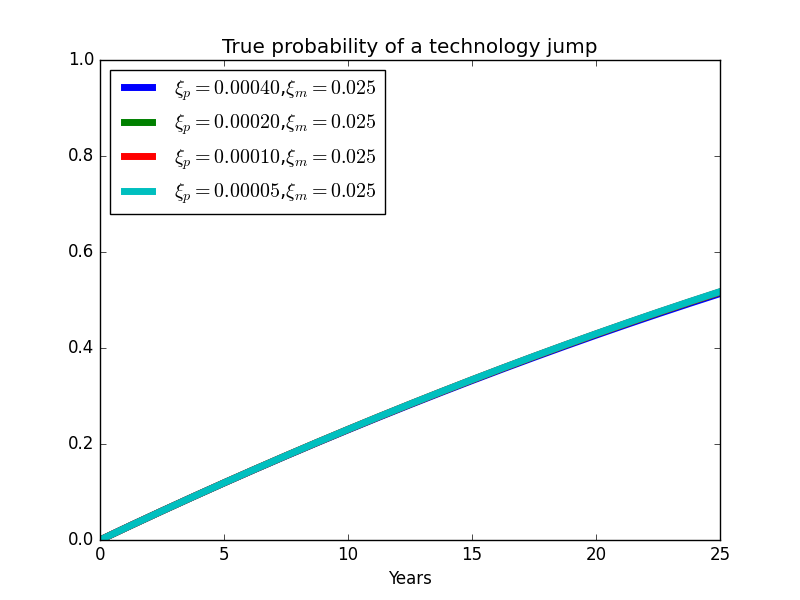 True probability of a technology jump
1.0
ξₚ = 0.00040,ξₘ = 0.025
ξₚ = 0.00020,ξₘ = 0.025
ξₚ = 0.00010,ξₘ = 0.025
ξₚ = 0.00005,ξₘ = 0.025
0.8
0.6
0.4
0.2
0.0
0 5 10 15 20 25
Years